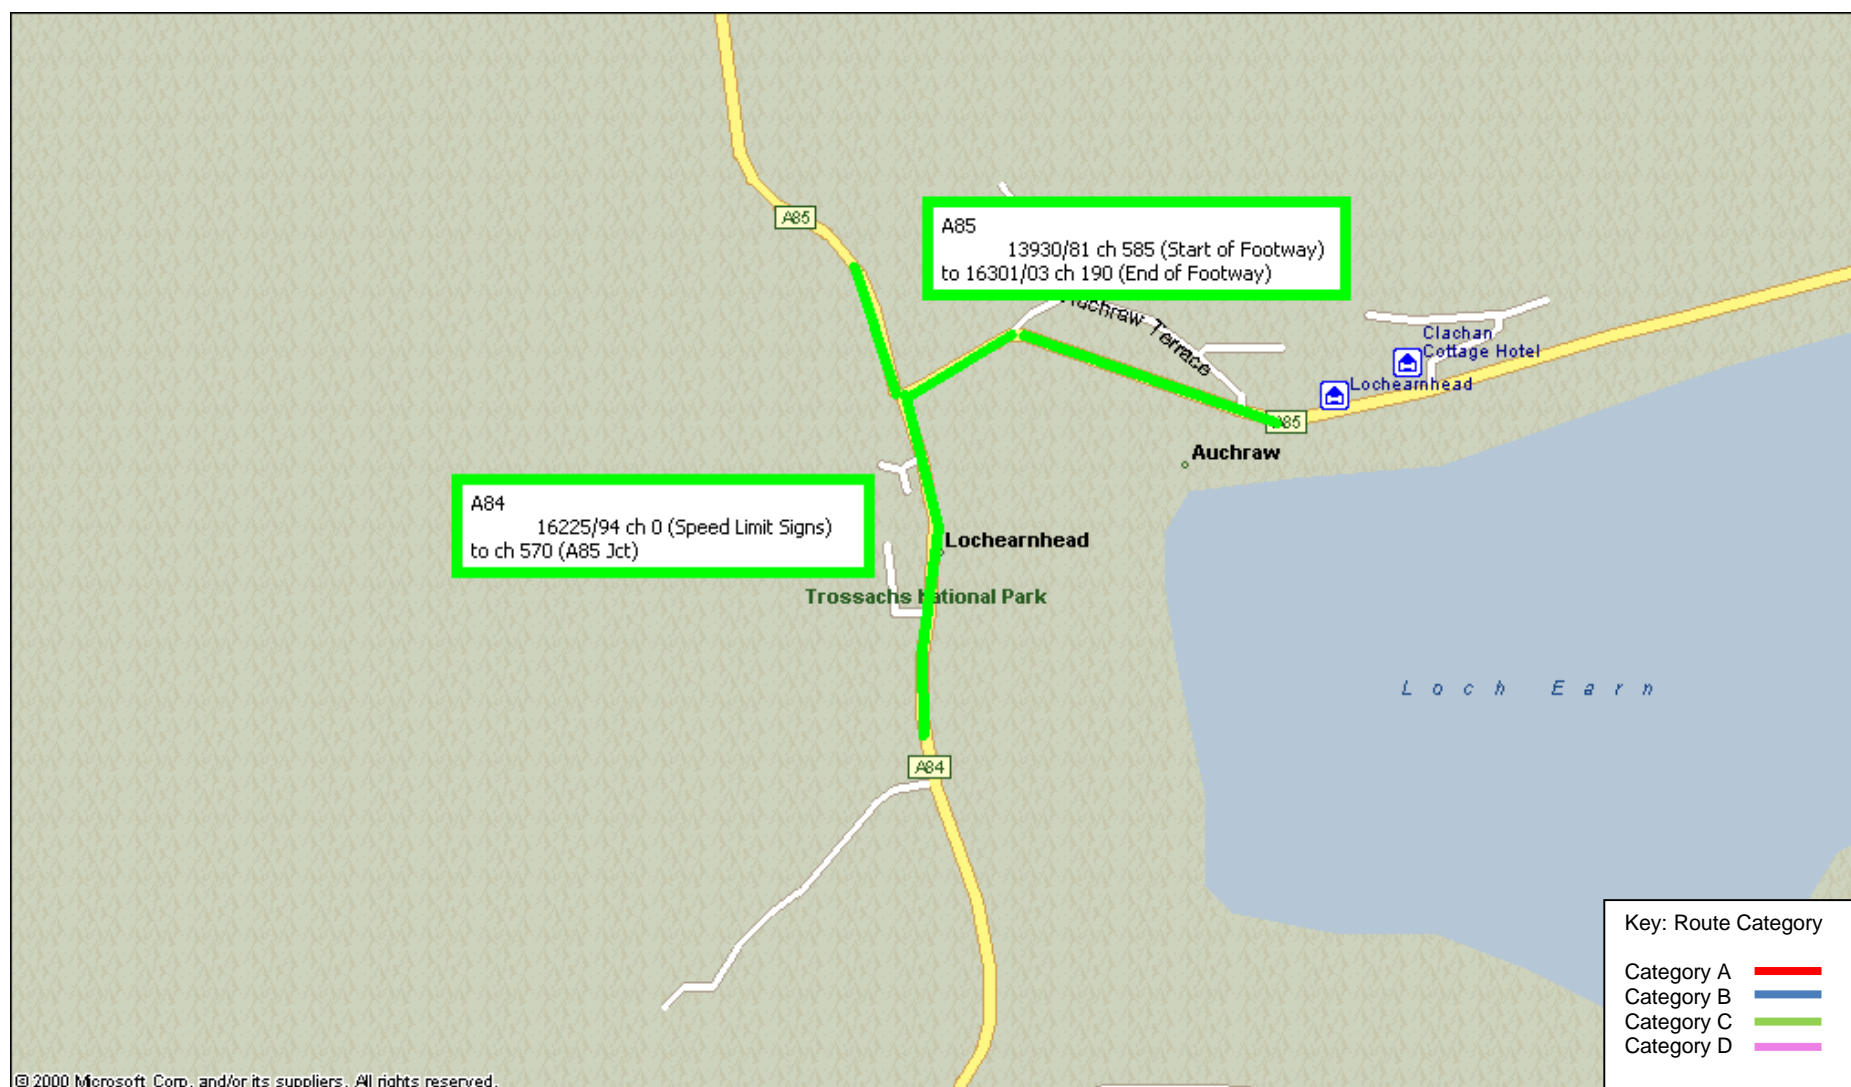 A85
A85
13930/81 ch 585 (Start of Footway)
to 16301/03 ch 190 (End of Footway)
Auchraw Terrace
Clachan
Cottage Hotel
Lochearnhead
A85
Auchraw
A84
16225/94 ch 0 (Speed Limit Signs)
to ch 570 (A85 Jct)
Lochearnhead
Trossachs National Park
Loch Earn
A84
Key: Route Category
Category A
Category B
Category C
Category D
© 2000 Microsoft Corp. and/or its suppliers. All rights reserved.